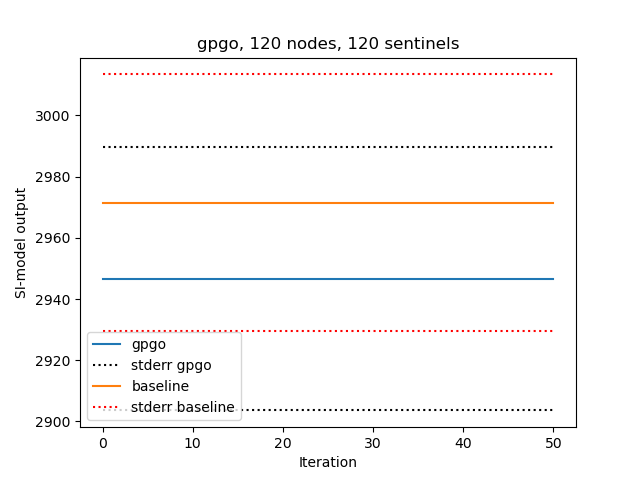 gpgo, 120 nodes, 120 sentinels
SI-model output
3000
2980
2960
2940
2920
2900
gpgo
stderr gpgo
baseline
stderr baseline
0 10 20 30 40 50
Iteration